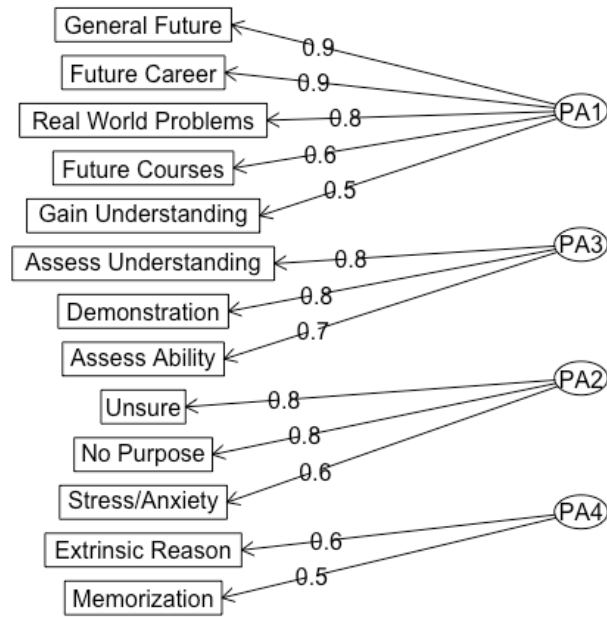 General Future
0.9
Future Career
0.9
PA1
Real World Problems
0.8
Future Courses
0.6
Gain Understanding
0.5
Assess Understanding
0.8
PA3
Demonstration
0.8
Assess Ability
0.7
Unsure
0.8
PA2
No Purpose
0.8
Stress/Anxiety
0.6
Extrinsic Reason
0.6
PA4
Memorization
0.5